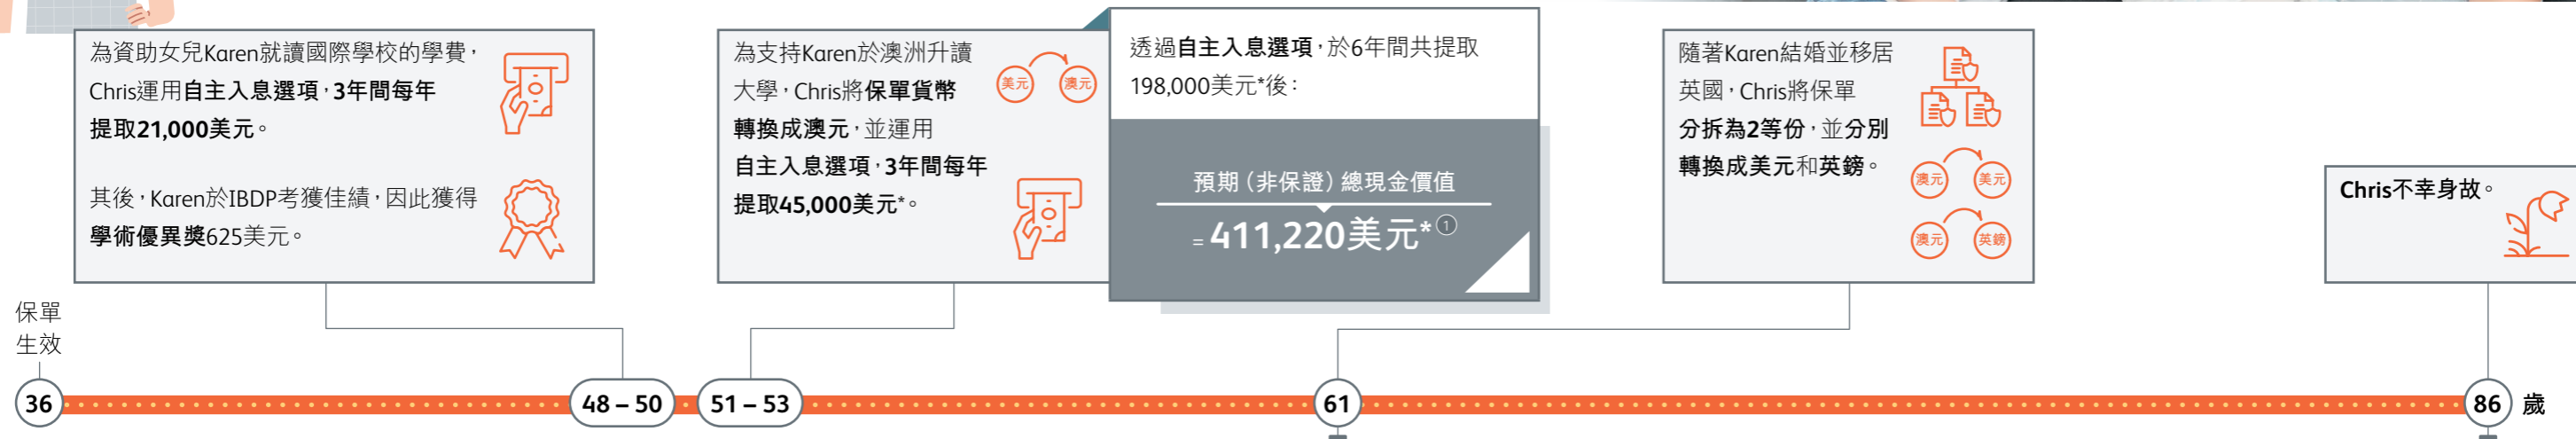 為資助女兒Karen就讀國際學校的學費，
Chris運用自主入息選項，3年間每年
提取21,000美元。
其後，Karen於IBDP考獲佳績，因此獲得
學術優異獎625美元。
為支持Karen於澳洲升讀
大學，Chris將保單貨幣
轉換成澳元，並運用
自主入息選項，3年間每年
提取45,000美元*。
美元
澳元
透過自主入息選項，於6年間共提取
198,000美元*後：
預期（非保證）總現金價值
= 411,220美元*①
隨著Karen結婚並移居
英國，Chris將保單
分拆為2等份，並分別
轉換成美元和英鎊。
澳元
美元
澳元
英鎊
Chris不幸身故。
保單
生效
36
48 – 50
51 – 53
61
86
歲